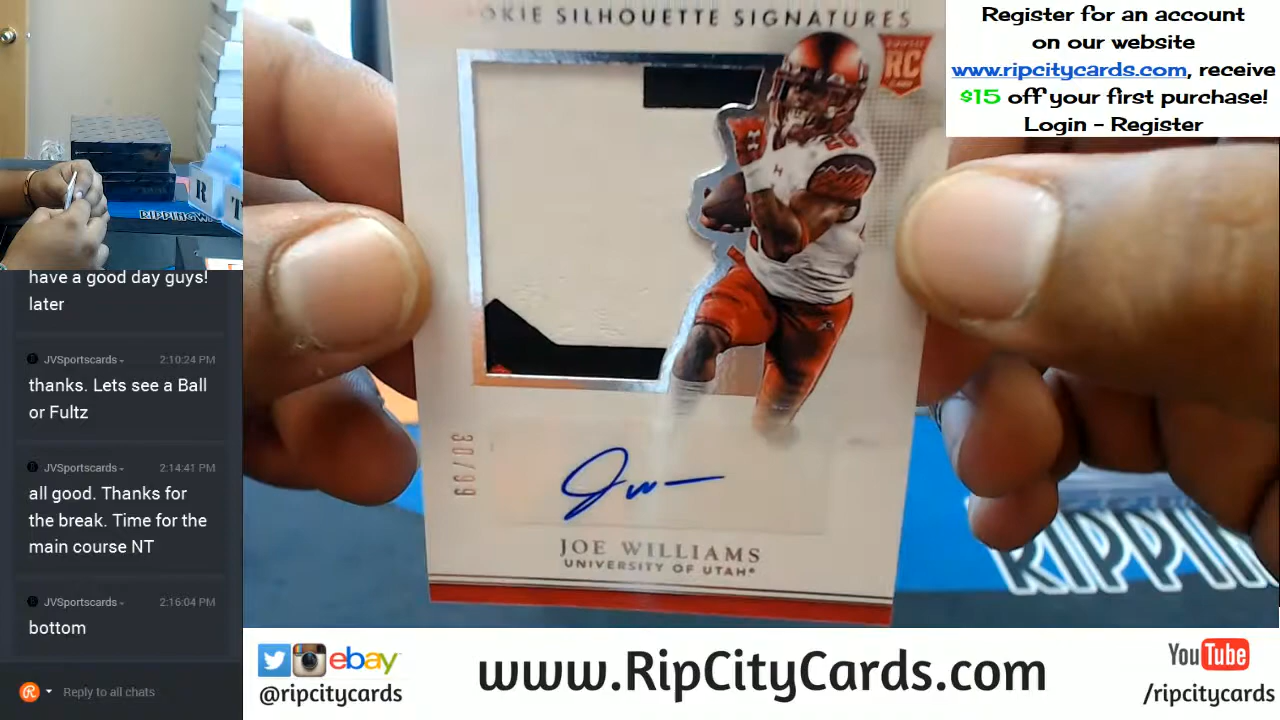 OKIE SILHOUETTE SIGNATURES
RC
26
30/99
JOE WILLIAMS
UNIVERSITY OF UTAH®
Register for an account
on our website
www.ripcitycards.com, receive
$15 off your first purchase!
Login - Register
R
T
RIPPINGW
RIPPIN
have a good day guys!
later
JVSportscards
2:10:24 PM
thanks. Lets see a Ball
or Fultz
JVSportscards
2:14:41 PM
all good. Thanks for
the break. Time for the
main course NT
JVSportscards
2:16:04 PM
bottom
Reply to all chats
ebay
@ripcitycards
www.RipCityCards.com
YouTube
/ripcitycards